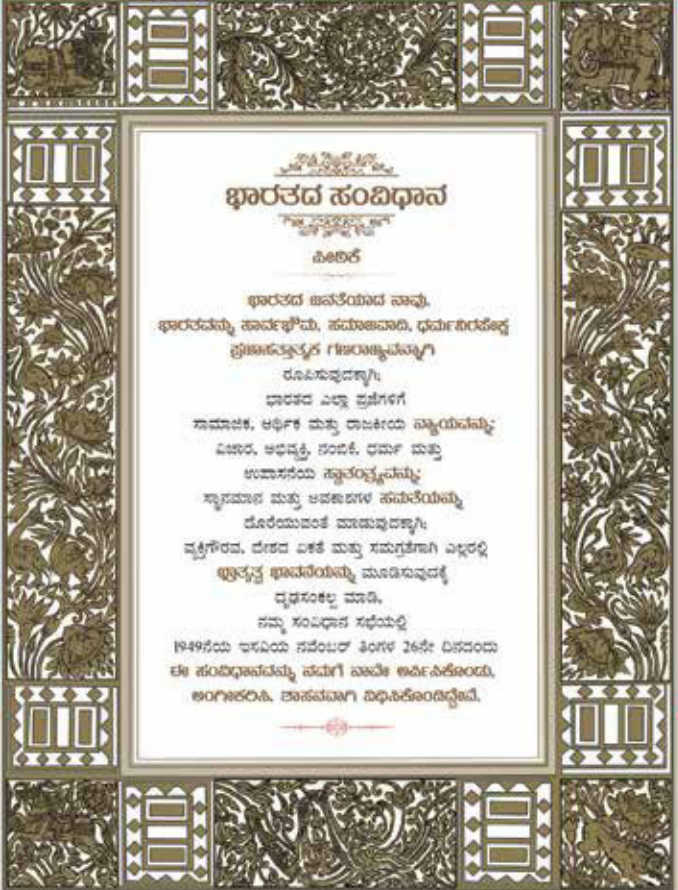 ಭಾರತದ ಸಂವಿಧಾನ
ಪೀಠಿಕೆ
ಭಾರತದ ಜನತೆಯಾದ ನಾವು,
ಭಾರತವನ್ನು ಸಾರ್ವಭೌಮ, ಸಮಾಜವಾದಿ, ಧರ್ಮನಿರಪೇಕ್ಷ
ಪ್ರಜಾಸತ್ತಾತ್ಮಕ ಗಣರಾಜ್ಯವನ್ನಾಗಿ
ರೂಪಿಸುವುದಕ್ಕಾಗಿ;
ಭಾರತದ ಎಲ್ಲಾ ಪ್ರಜೆಗಳಿಗೆ
ಸಾಮಾಜಿಕ, ಆರ್ಥಿಕ ಮತ್ತು ರಾಜಕೀಯ ನ್ಯಾಯವನ್ನು;
ವಿಚಾರ, ಅಭಿವ್ಯಕ್ತಿ, ನಂಬಿಕೆ, ಧರ್ಮ ಮತ್ತು
ಉಪಾಸನೆಯ ಸ್ವಾತಂತ್ರ್ಯವನ್ನು;
ಸ್ಥಾನಮಾನ ಮತ್ತು ಅವಕಾಶಗಳ ಸಮತೆಯನ್ನು
ದೊರೆಯುವಂತೆ ಮಾಡುವುದಕ್ಕಾಗಿ;
ವ್ಯಕ್ತಿಗೌರವ, ದೇಶದ ಏಕತೆ ಮತ್ತು ಸಮಗ್ರತೆಗಾಗಿ ಎಲ್ಲರಲ್ಲಿ
ಭ್ರಾತೃತ್ವ ಭಾವನೆಯನ್ನು ಮೂಡಿಸುವುದಕ್ಕೆ
ದೃಢಸಂಕಲ್ಪ ಮಾಡಿ,
ನಮ್ಮ ಸಂವಿಧಾನ ಸಭೆಯಲ್ಲಿ
1949ನೆಯ ಇಸವಿಯ ನವೆಂಬರ್ ತಿಂಗಳ 26ನೇ ದಿನದಂದು
ಈ ಸಂವಿಧಾನವನ್ನು ನಮಗೆ ನಾವೇ ಅರ್ಪಿಸಿಕೊಂಡು,
ಅಂಗೀಕರಿಸಿ, ಶಾಸನವಾಗಿ ವಿಧಿಸಿಕೊಂಡಿದ್ದೇವೆ.